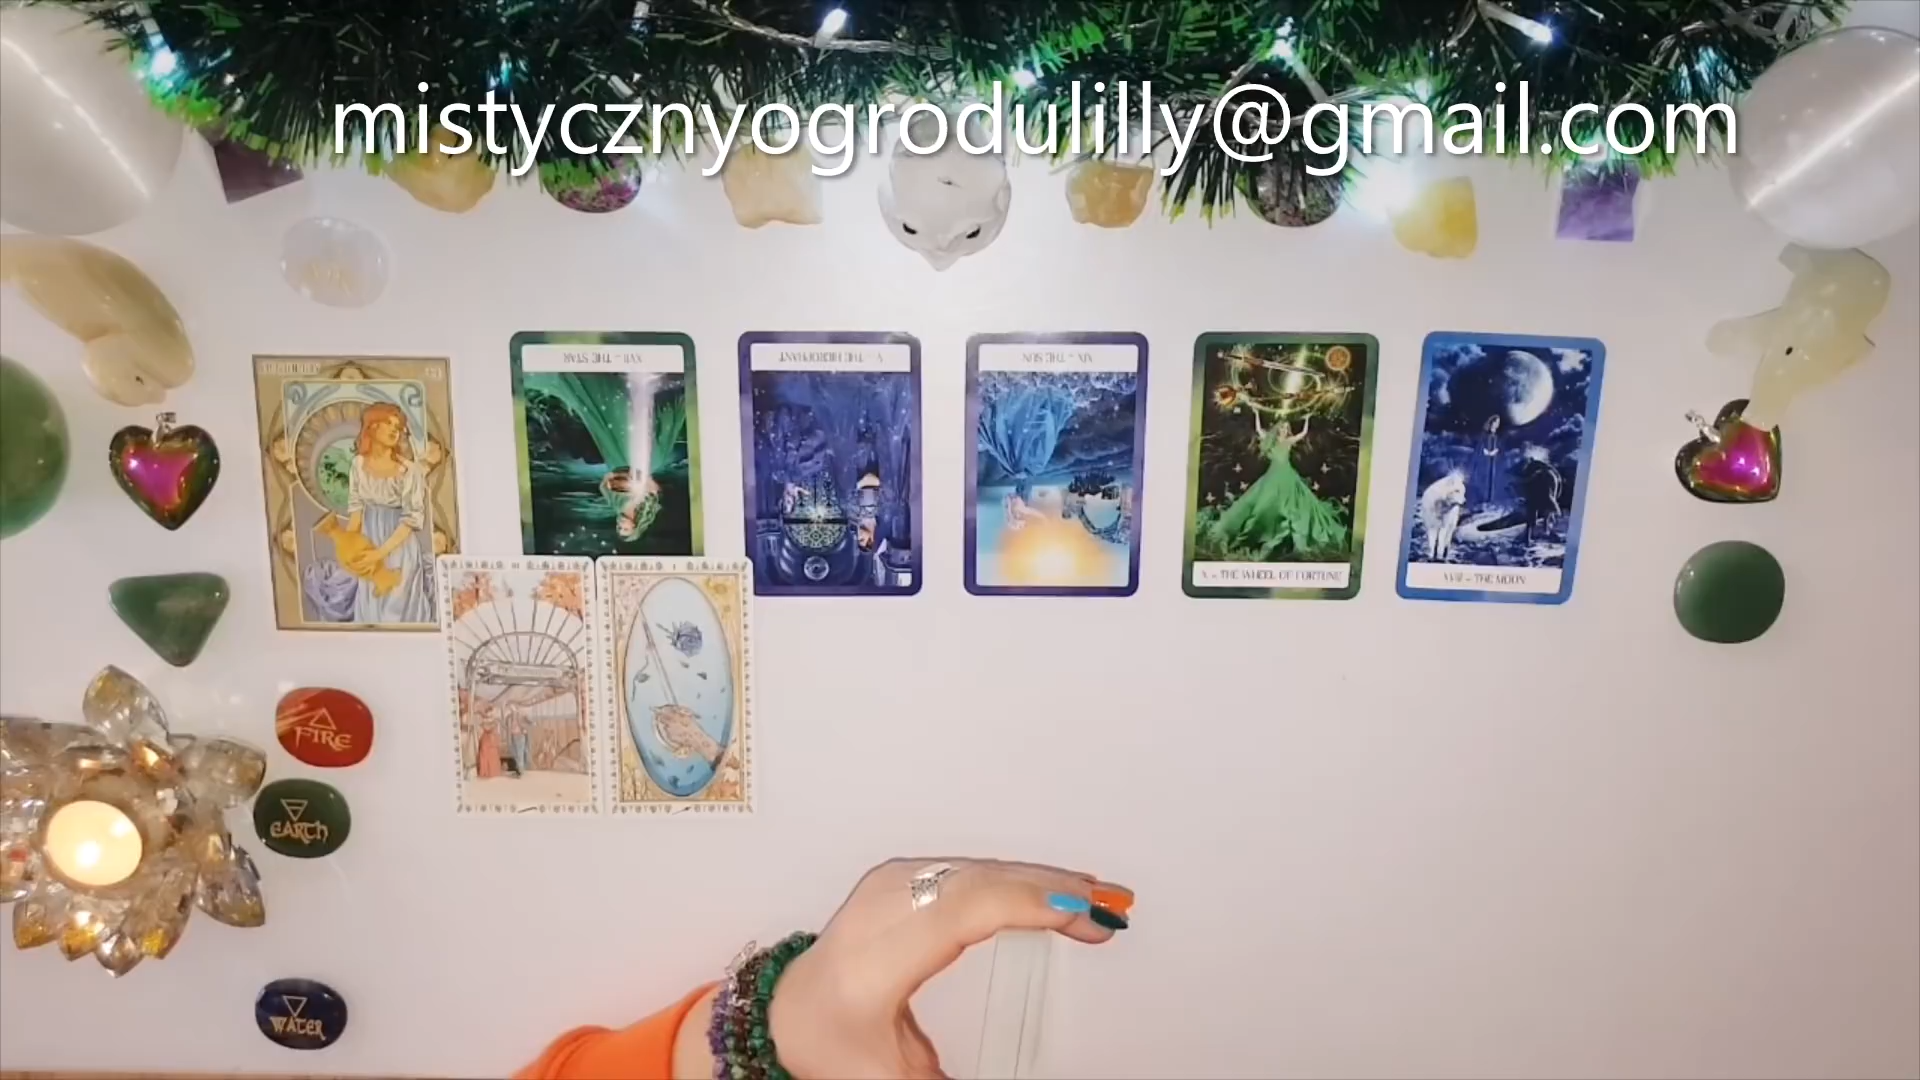 mistycznyogrodulilly@gmail.com
XVII - THE STAR
V - THE HIEROPHANT
XIX - THE SUN
X - THE WHEEL OF FORTUNE
XVIII - THE MOON
III
I
FIRE
EARTH
WATER